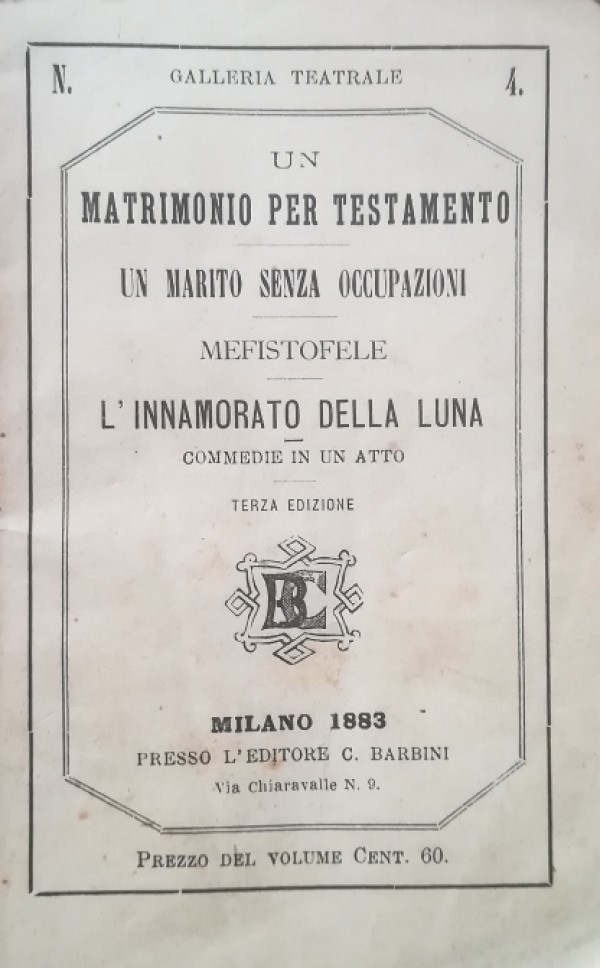 N. GALLERIA TEATRALE 4.
UN
MATRIMONIO PER TESTAMENTO
UN MARITO SENZA OCCUPAZIONI
MEFISTOFELE
L' INNAMORATO DELLA LUNA
COMMEDIE IN UN ATTO
TERZA EDIZIONE
BC
MILANO 1883
PRESSO L'EDITORE C. BARBINI
Via Chiaravalle N. 9.
PREZZO DEL VOLUME CENT. 60.